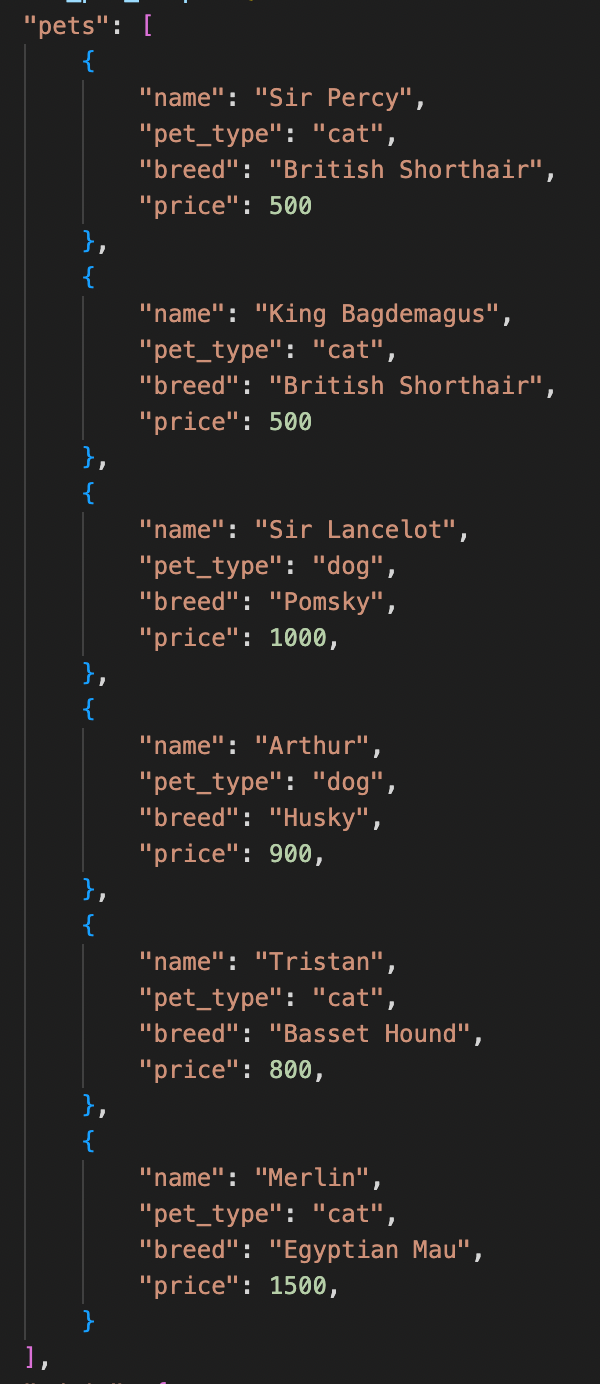 "pets": [
{
"name": "Sir Percy",
"pet_type": "cat",
"breed": "British Shorthair",
"price": 500
},
{
"name": "King Bagdemagus",
"pet_type": "cat",
"breed": "British Shorthair",
"price": 500
},
{
"name": "Sir Lancelot",
"pet_type": "dog",
"breed": "Pomsky",
"price": 1000,
},
{
"name": "Arthur",
"pet_type": "dog",
"breed": "Husky",
"price": 900,
},
{
"name": "Tristan",
"pet_type": "cat",
"breed": "Basset Hound",
"price": 800,
},
{
"name": "Merlin",
"pet_type": "cat",
"breed": "Egyptian Mau",
"price": 1500,
}
],